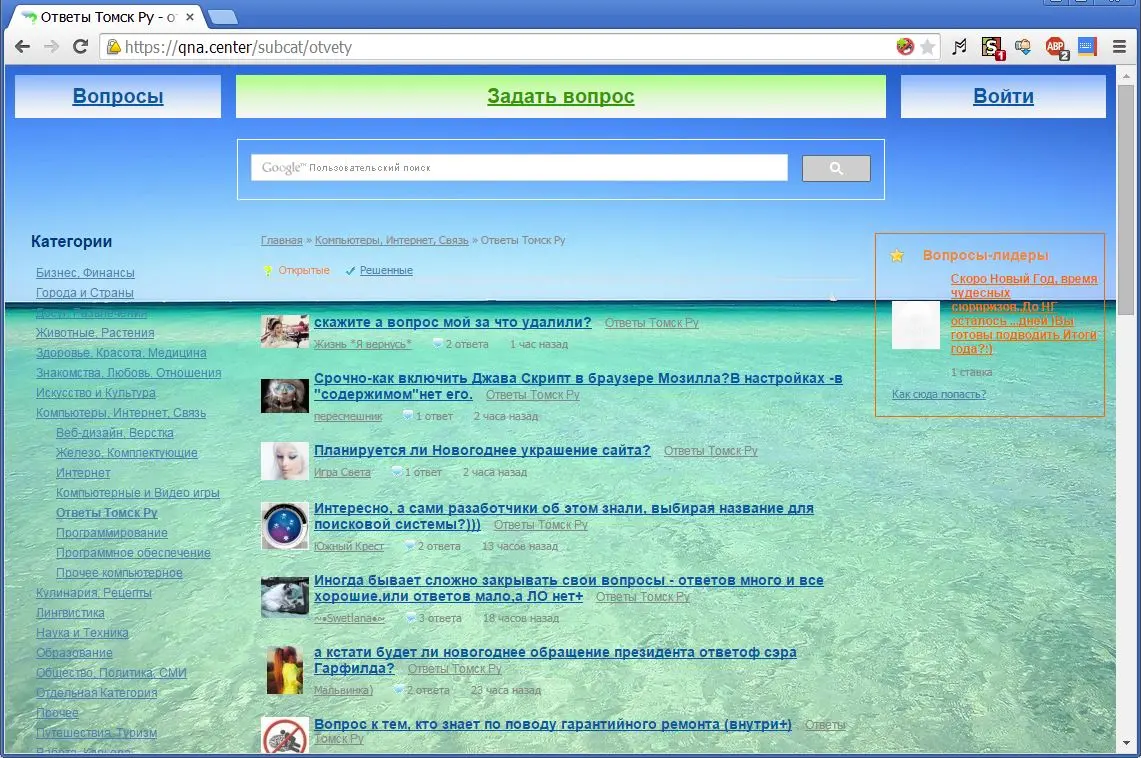 Ответы Томск Ру - о
https://qna.center/subcat/otvety
1
ABP
2
Вопросы
Задать вопрос
Войти
Google™ Пользовательский поиск
Категории
Бизнес, Финансы
Города и Страны
Досуг, Развлечения
Животные, Растения
Здоровье, Красота, Медицина
Знакомства, Любовь, Отношения
Искусство и Культура
Компьютеры, Интернет, Связь
Веб-дизайн, Верстка
Железо, Комплектующие
Интернет
Компьютерные и Видео игры
Ответы Томск Ру
Программирование
Программное обеспечение
Прочее компьютерное
Кулинария, Рецепты
Лингвистика
Наука и Техника
Образование
Общество, Политика, СМИ
Отдельная Категория
Прочее
Путешествия, Туризм
Работа, Карьера
Главная » Компьютеры, Интернет, Связь » Ответы Томск Ру
Открытые Решенные
скажите а вопрос мой за что удалили? Ответы Томск Ру
Жизнь *Я вернусь* 2 ответа 1 час назад
Срочно-как включить Джава Скрипт в браузере Мозилла?В настройках -в
"содержимом"нет его. Ответы Томск Ру
пересмешник 1 ответ 2 часа назад
Планируется ли Новогоднее украшение сайта? Ответы Томск Ру
Игра Света 1 ответ 2 часа назад
Интересно, а сами разаботчики об этом знали, выбирая название для
поисковой системы?))) Ответы Томск Ру
Южный Крест 2 ответа 13 часов назад
Иногда бывает сложно закрывать свои вопросы - ответов много и все
хорошие,или ответов мало,а ЛО нет+ Ответы Томск Ру
~•Swetlana•~ 3 ответа 18 часов назад
а кстати будет ли новогоднее обращение президента ответоф сэра
Гарфилда? Ответы Томск Ру
Мальвинка) 2 ответа 23 часа назад
Вопрос к тем, кто знает по поводу гарантийного ремонта (внутри+) Ответы
Томск Ру
Вопросы-лидеры
Скоро Новый Год, время
чудесных
сюрпризов.До НГ
осталось ...дней )Вы
готовы подводить Итоги
года?:)
1 ставка
Как сюда попасть?